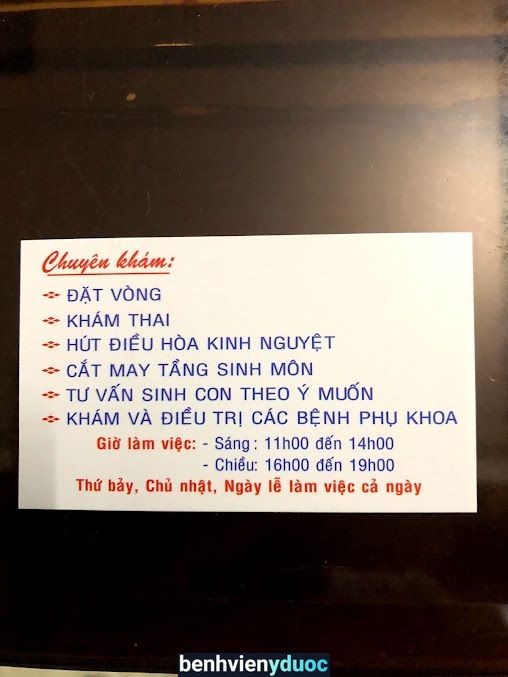 Chuyên khám:
ĐẶT VÒNG
KHÁM THAI
HÚT ĐIỀU HÒA KINH NGUYỆT
CẮT MAY TẦNG SINH MÔN
TƯ VẤN SINH CON THEO Ý MUỐN
KHÁM VÀ ĐIỀU TRỊ CÁC BỆNH PHỤ KHOA
Giờ làm việc: - Sáng: 11h00 đến 14h00
- Chiều: 16h00 đến 19h00
Thứ bảy, Chủ nhật, Ngày lễ làm việc cả ngày
benhvienyduoc